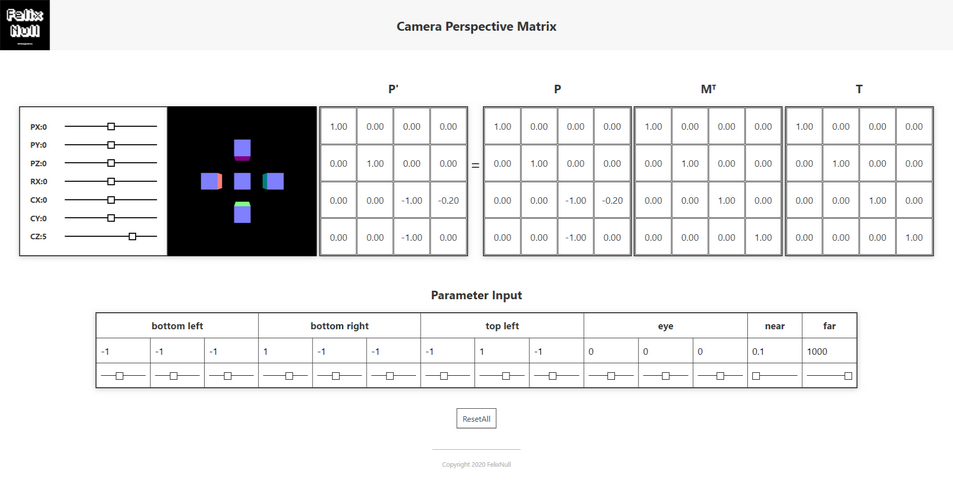 Felix
Null
Camera Perspective Matrix
P' P Mᵀ T
PX:0
PY:0
PZ:0
RX:0
CX:0
CY:0
CZ:5
1.00 0.00 0.00 0.00 1.00 0.00 0.00 0.00 1.00 0.00 0.00 0.00 1.00 0.00 0.00 0.00
0.00 1.00 0.00 0.00 = 0.00 1.00 0.00 0.00 0.00 1.00 0.00 0.00 0.00 1.00 0.00 0.00
0.00 0.00 -1.00 -0.20 0.00 0.00 -1.00 -0.20 0.00 0.00 1.00 0.00 0.00 0.00 1.00 0.00
0.00 0.00 -1.00 0.00 0.00 0.00 -1.00 0.00 0.00 0.00 0.00 1.00 0.00 0.00 0.00 1.00
Parameter Input
bottom left bottom right top left eye near far
-1 -1 -1 1 -1 -1 -1 1 -1 0 0 0 0.1 1000
ResetAll
Copyright 2020 FelixNull